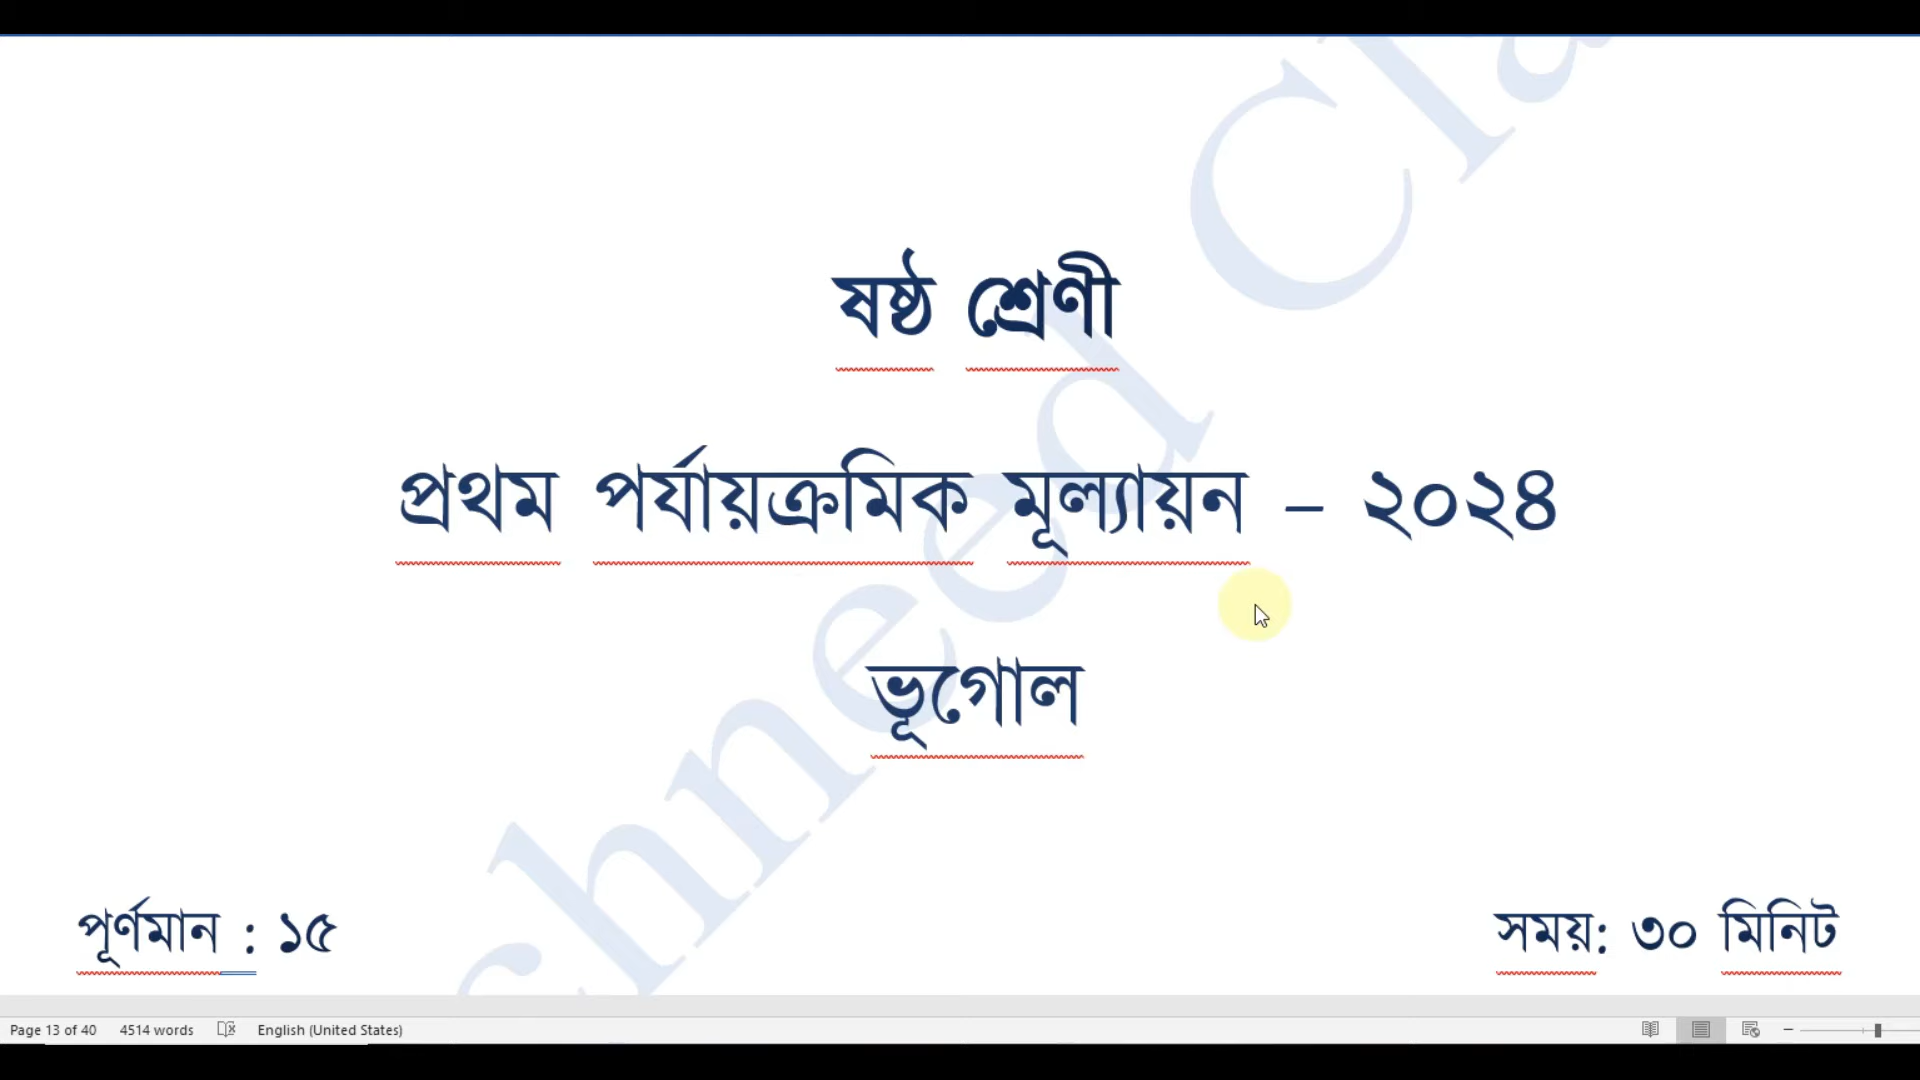 ষষ্ঠ শ্রেণী
প্রথম পর্যায়ক্রমিক মূল্যায়ন – ২০২৪
ভূগোল
পূর্ণমান : ১৫ সময়: ৩০ মিনিট
Page 13 of 40 4514 words English (United States)